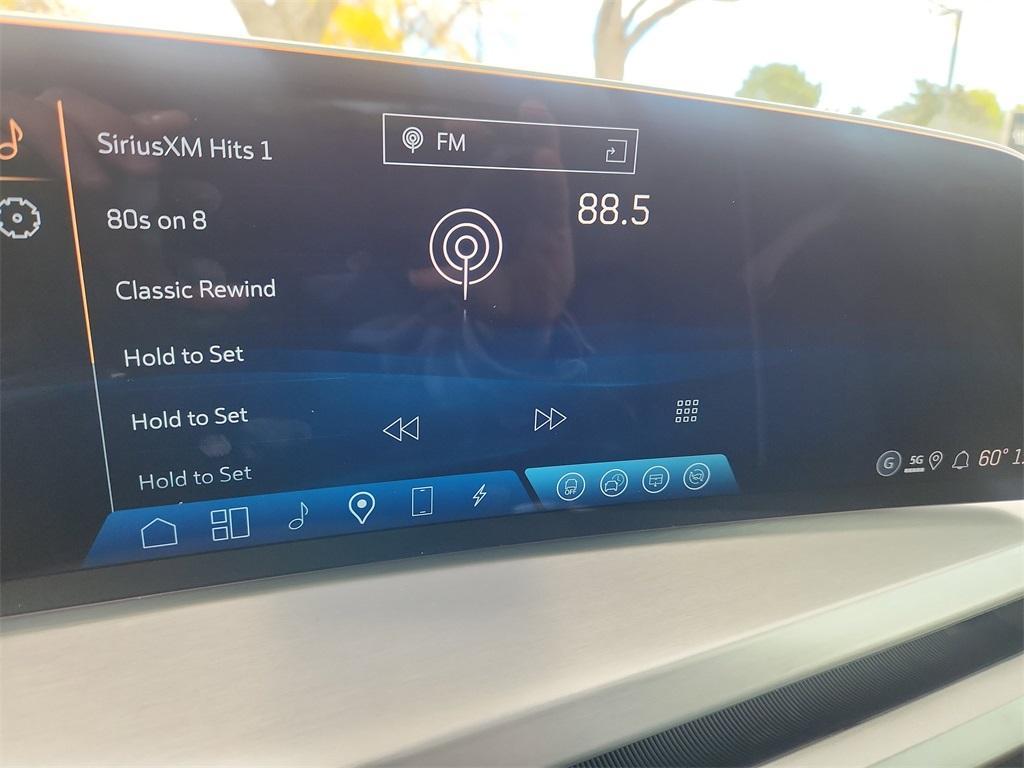 SiriusXM Hits 1
FM
88.5
80s on 8
Classic Rewind
Hold to Set
Hold to Set
Hold to Set
OFF
G 5G 60°